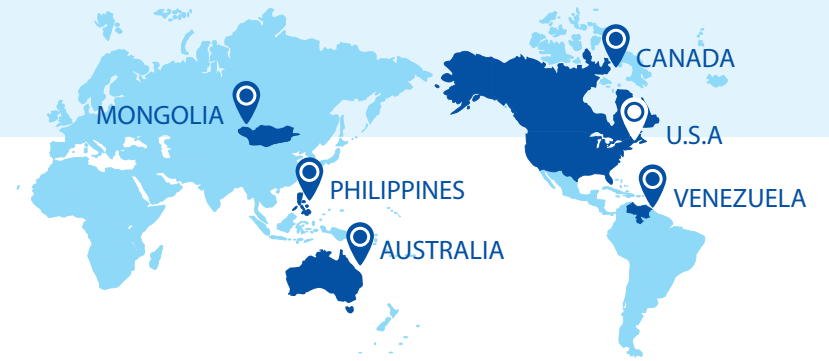 CANADA
MONGOLIA
U.S.A
PHILIPPINES
VENEZUELA
AUSTRALIA